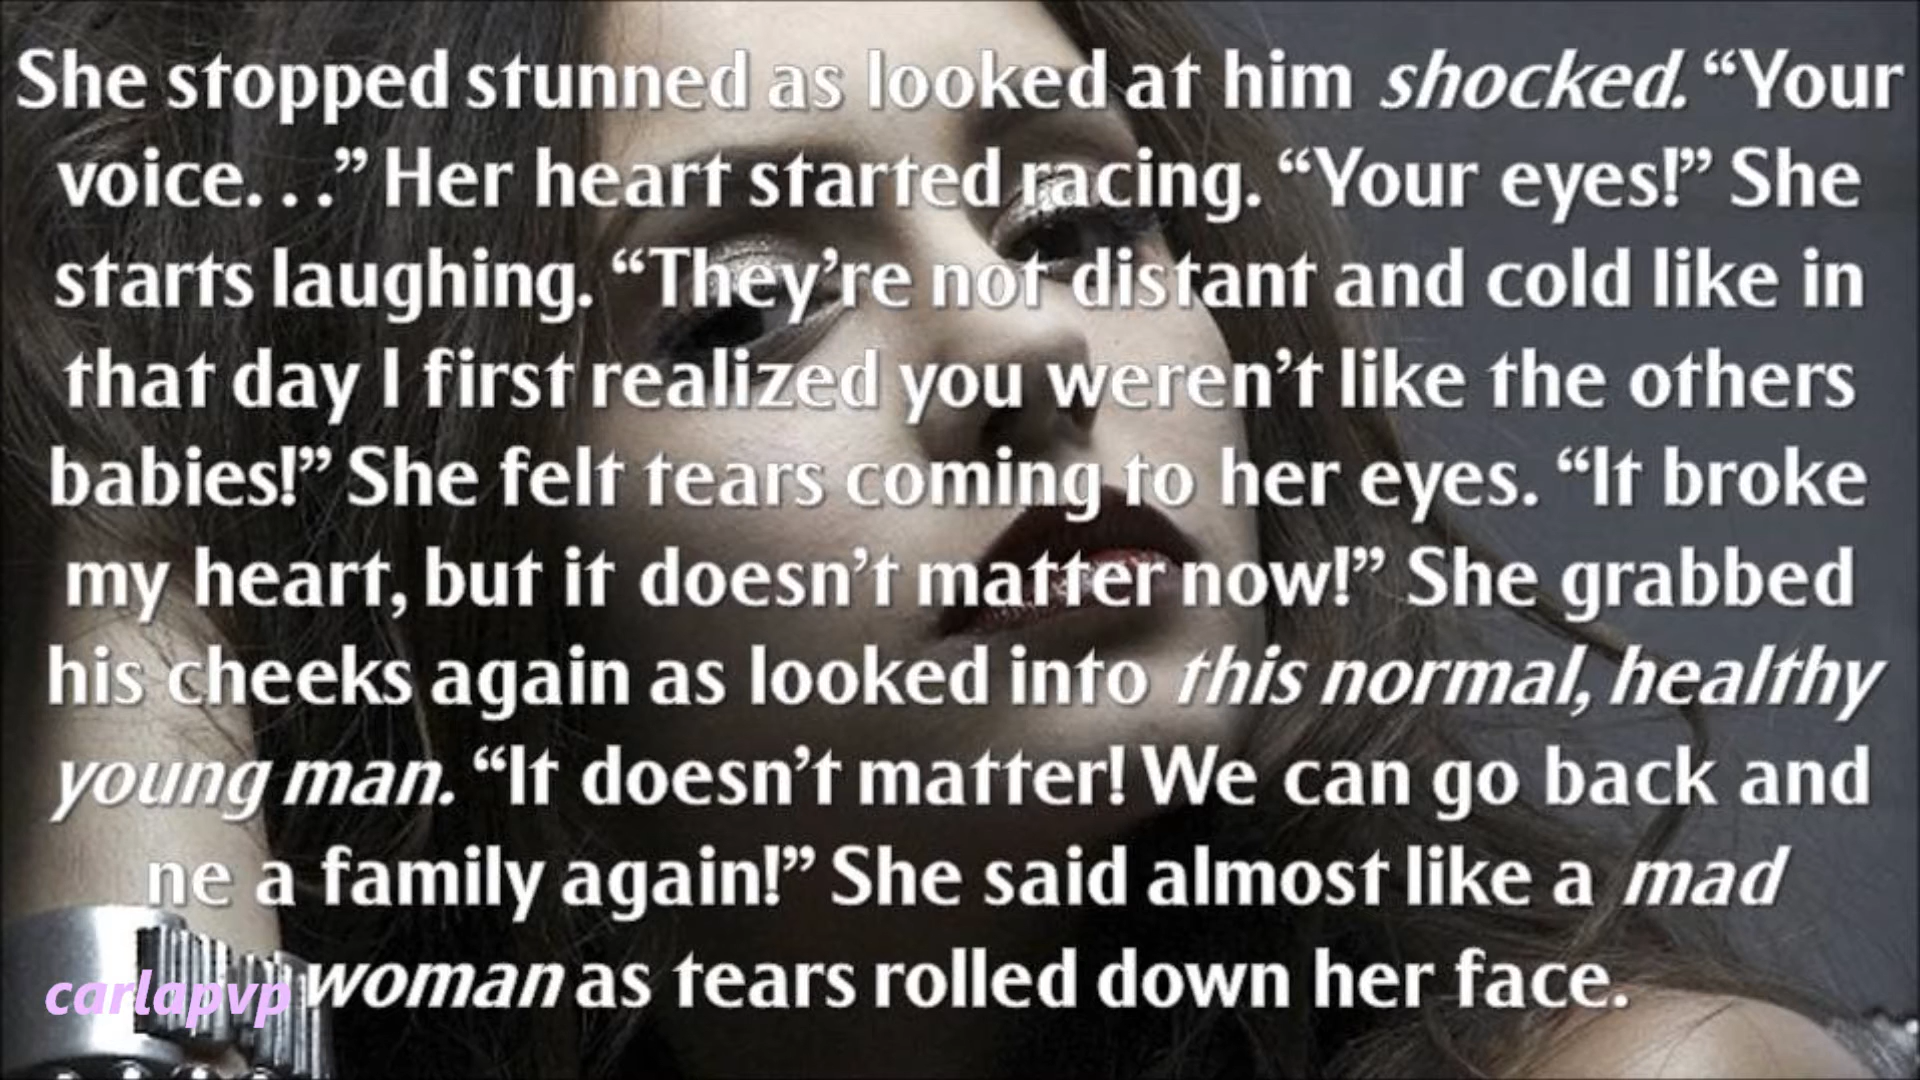 She stopped stunned as looked at him shocked. “Your
voice. . .” Her heart started racing. “Your eyes!” She
starts laughing. “They’re not distant and cold like in
that day I first realized you weren’t like the others
babies!” She felt tears coming to her eyes. “It broke
my heart, but it doesn’t matter now!” She grabbed
his cheeks again as looked into this normal, healthy
young man. “It doesn’t matter! We can go back and
ne a family again!” She said almost like a mad
woman as tears rolled down her face.
carlapvp